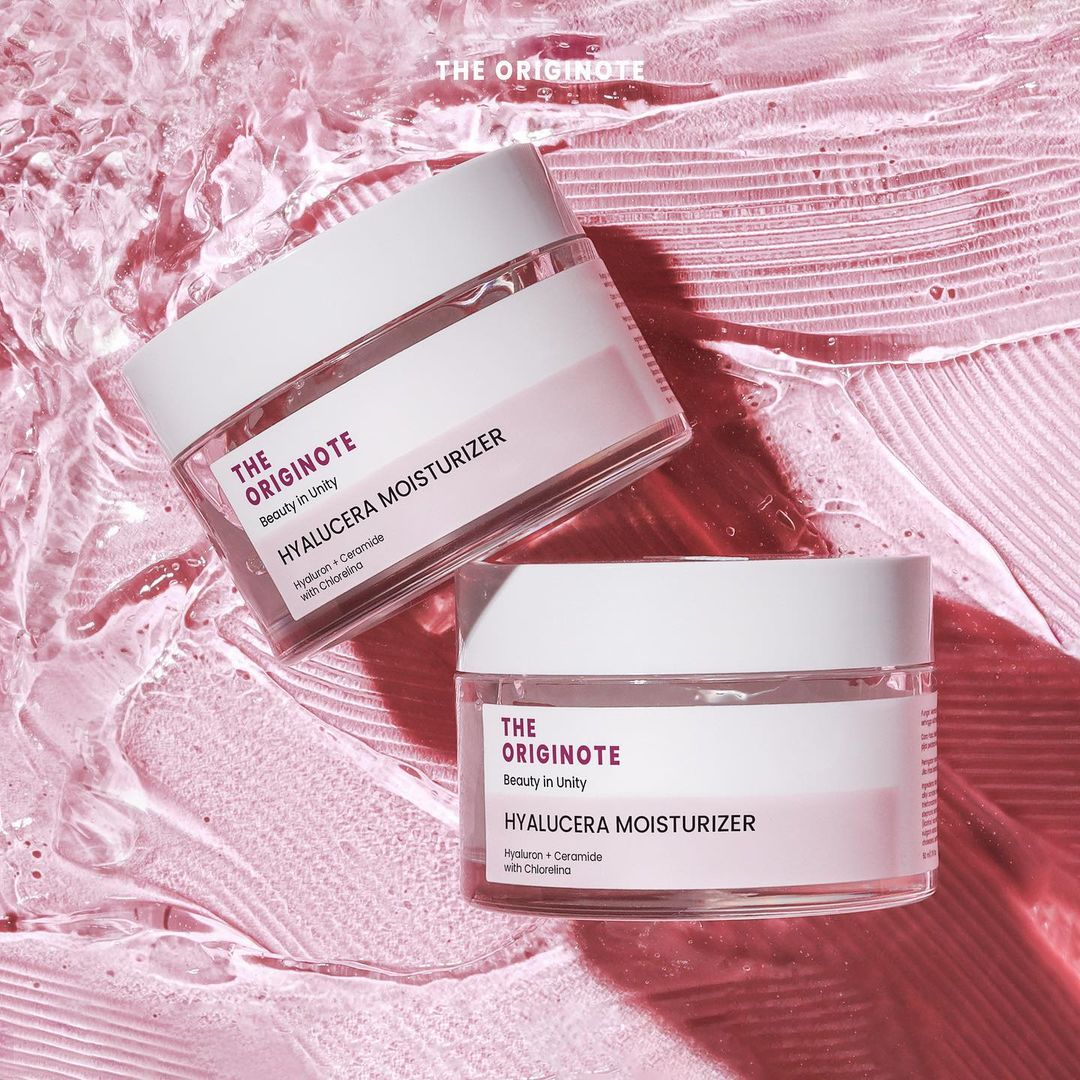 THE ORIGINOTE
THE
ORIGINOTE
Beauty in Unity
HYALUCERA MOISTURIZER
Hyaluron + Ceramide
with Chlorelina
THE
ORIGINOTE
Beauty in Unity
HYALUCERA MOISTURIZER
Hyaluron + Ceramide
with Chlorelina